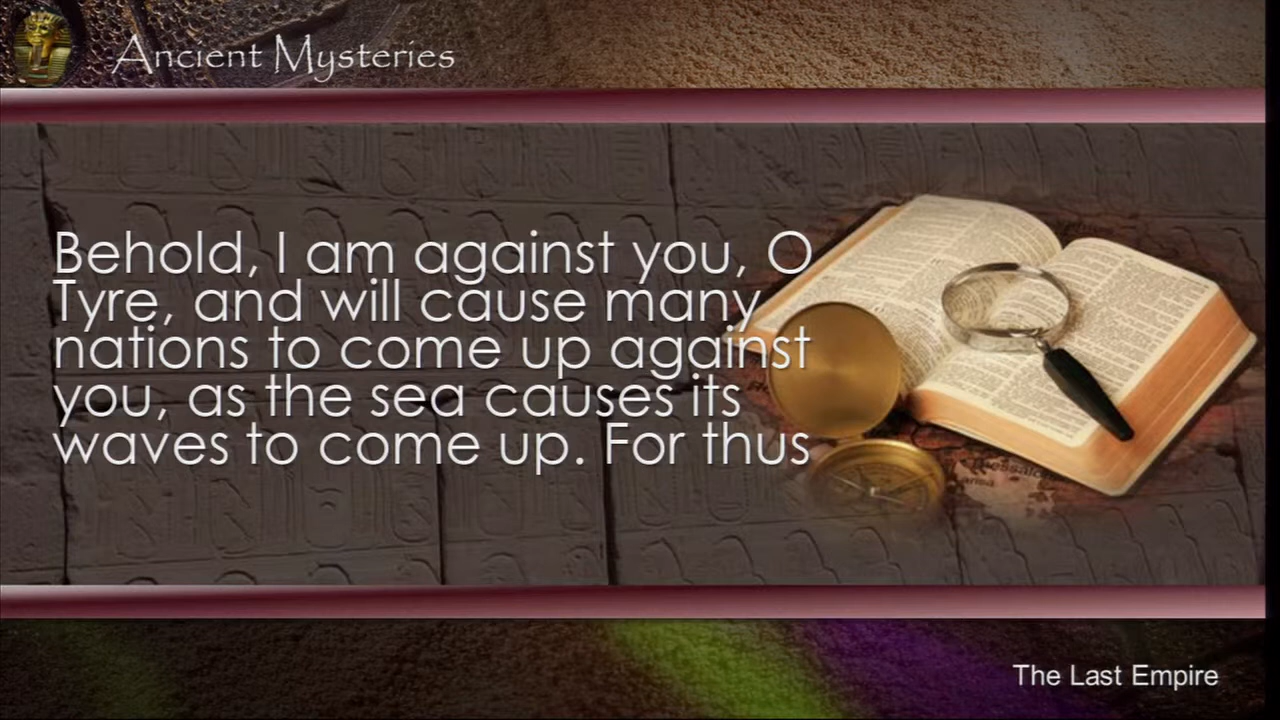 Ancient Mysteries
Behold, I am against you, O
Tyre, and will cause many
nations to come up against
you, as the sea causes its
waves to come up. For thus
The Last Empire